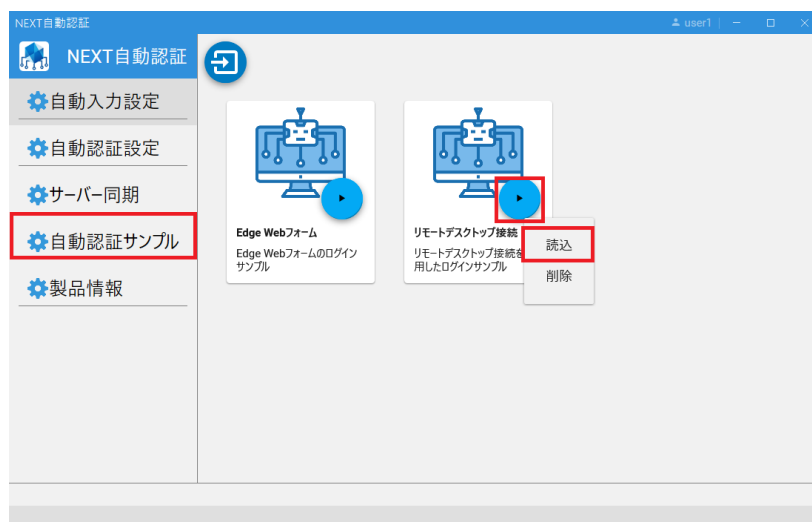 NEXT自動認証
user1
NEXT自動認証
自動入力設定
自動認証設定
サーバー同期
自動認証サンプル
製品情報
Edge Webフォーム
Edge Webフォームのログイン
サンプル
リモートデスクトップ接続
リモートデスクトップ接続を
用したログインサンプル
読込
削除